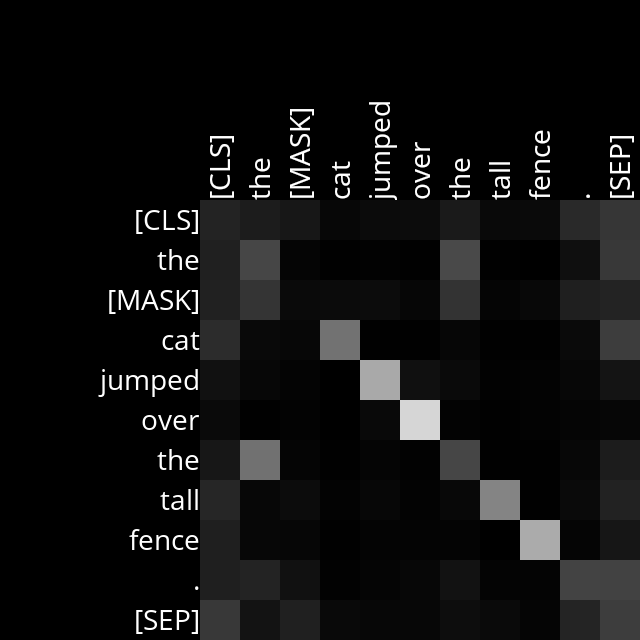 [CLS] the [MASK] cat jumped over the tall fence . [SEP]
[CLS]
the
[MASK]
cat
jumped
over
the
tall
fence
.
[SEP]